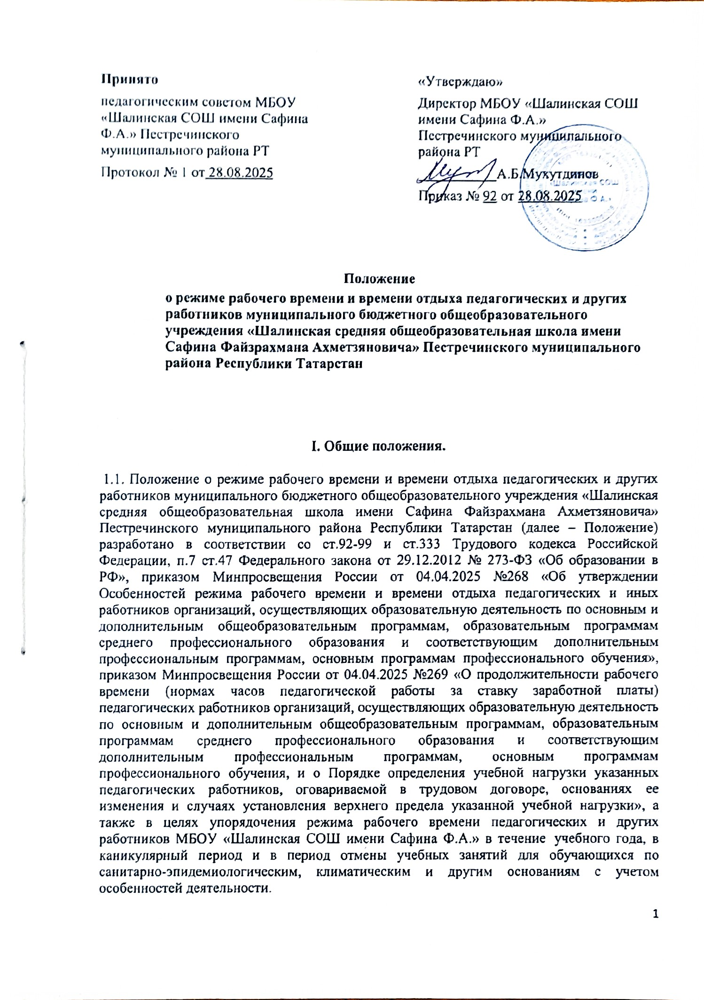 Принято
педагогическим советом МБОУ
«Шалинская СОШ имени Сафина
Ф.А.» Пестречинского
муниципального района РТ
Протокол № 1 от 28.08.2025
«Утверждаю»
Директор МБОУ «Шалинская СОШ
имени Сафина Ф.А.»
Пестречинского муниципального
района РТ
А.Б.Мухутдинов
Приказ № 92 от 28.08.2025
Положение
о режиме рабочего времени и времени отдыха педагогических и других
работников муниципального бюджетного общеобразовательного
учреждения «Шалинская средняя общеобразовательная школа имени
Сафина Файзрахмана Ахметзяновича» Пестречинского муниципального
района Республики Татарстан
I. Общие положения.
1.1. Положение о режиме рабочего времени и времени отдыха педагогических и других
работников муниципального бюджетного общеобразовательного учреждения «Шалинская
средняя общеобразовательная школа имени Сафина Файзрахмана Ахметзяновича»
Пестречинского муниципального района Республики Татарстан (далее – Положение)
разработано в соответствии со ст.92-99 и ст.333 Трудового кодекса Российской
Федерации, п.7 ст.47 Федерального закона от 29.12.2012 № 273-ФЗ «Об образовании в
РФ», приказом Минпросвещения России от 04.04.2025 №268 «Об утверждении
Особенностей режима рабочего времени и времени отдыха педагогических и иных
работников организаций, осуществляющих образовательную деятельность по основным и
дополнительным общеобразовательным программам, образовательным программам
среднего профессионального образования и соответствующим дополнительным
профессиональным программам, основным программам профессионального обучения»,
приказом Минпросвещения России от 04.04.2025 №269 «О продолжительности рабочего
времени (нормах часов педагогической работы за ставку заработной платы)
педагогических работников организаций, осуществляющих образовательную деятельность
по основным и дополнительным общеобразовательным программам, образовательным
программам среднего профессионального образования и соответствующим
дополнительным профессиональным программам, основным программам
профессионального обучения, и о Порядке определения учебной нагрузки указанных
педагогических работников, оговариваемой в трудовом договоре, основаниях ее
изменения и случаях установления верхнего предела указанной учебной нагрузки», а
также в целях упорядочения режима рабочего времени педагогических и других
работников МБОУ «Шалинская СОШ имени Сафина Ф.А.» в течение учебного года, в
каникулярный период и в период отмены учебных занятий для обучающихся по
санитарно-эпидемиологическим, климатическим и другим основаниям с учетом
особенностей деятельности.
1